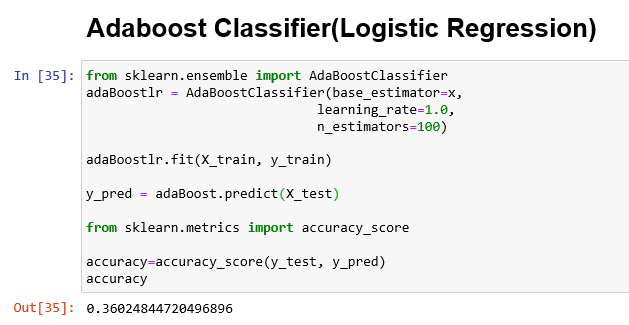 Adaboost Classifier(Logistic Regression)
In [35]: from sklearn.ensemble import AdaBoostClassifier
adaBoostlr = AdaBoostClassifier(base_estimator=x,
learning_rate=1.0,
n_estimators=100)
adaBoostlr.fit(X_train, y_train)
y_pred = adaBoost.predict(X_test)
from sklearn.metrics import accuracy_score
accuracy=accuracy_score(y_test, y_pred)
accuracy
Out[35]: 0.36024844720496896